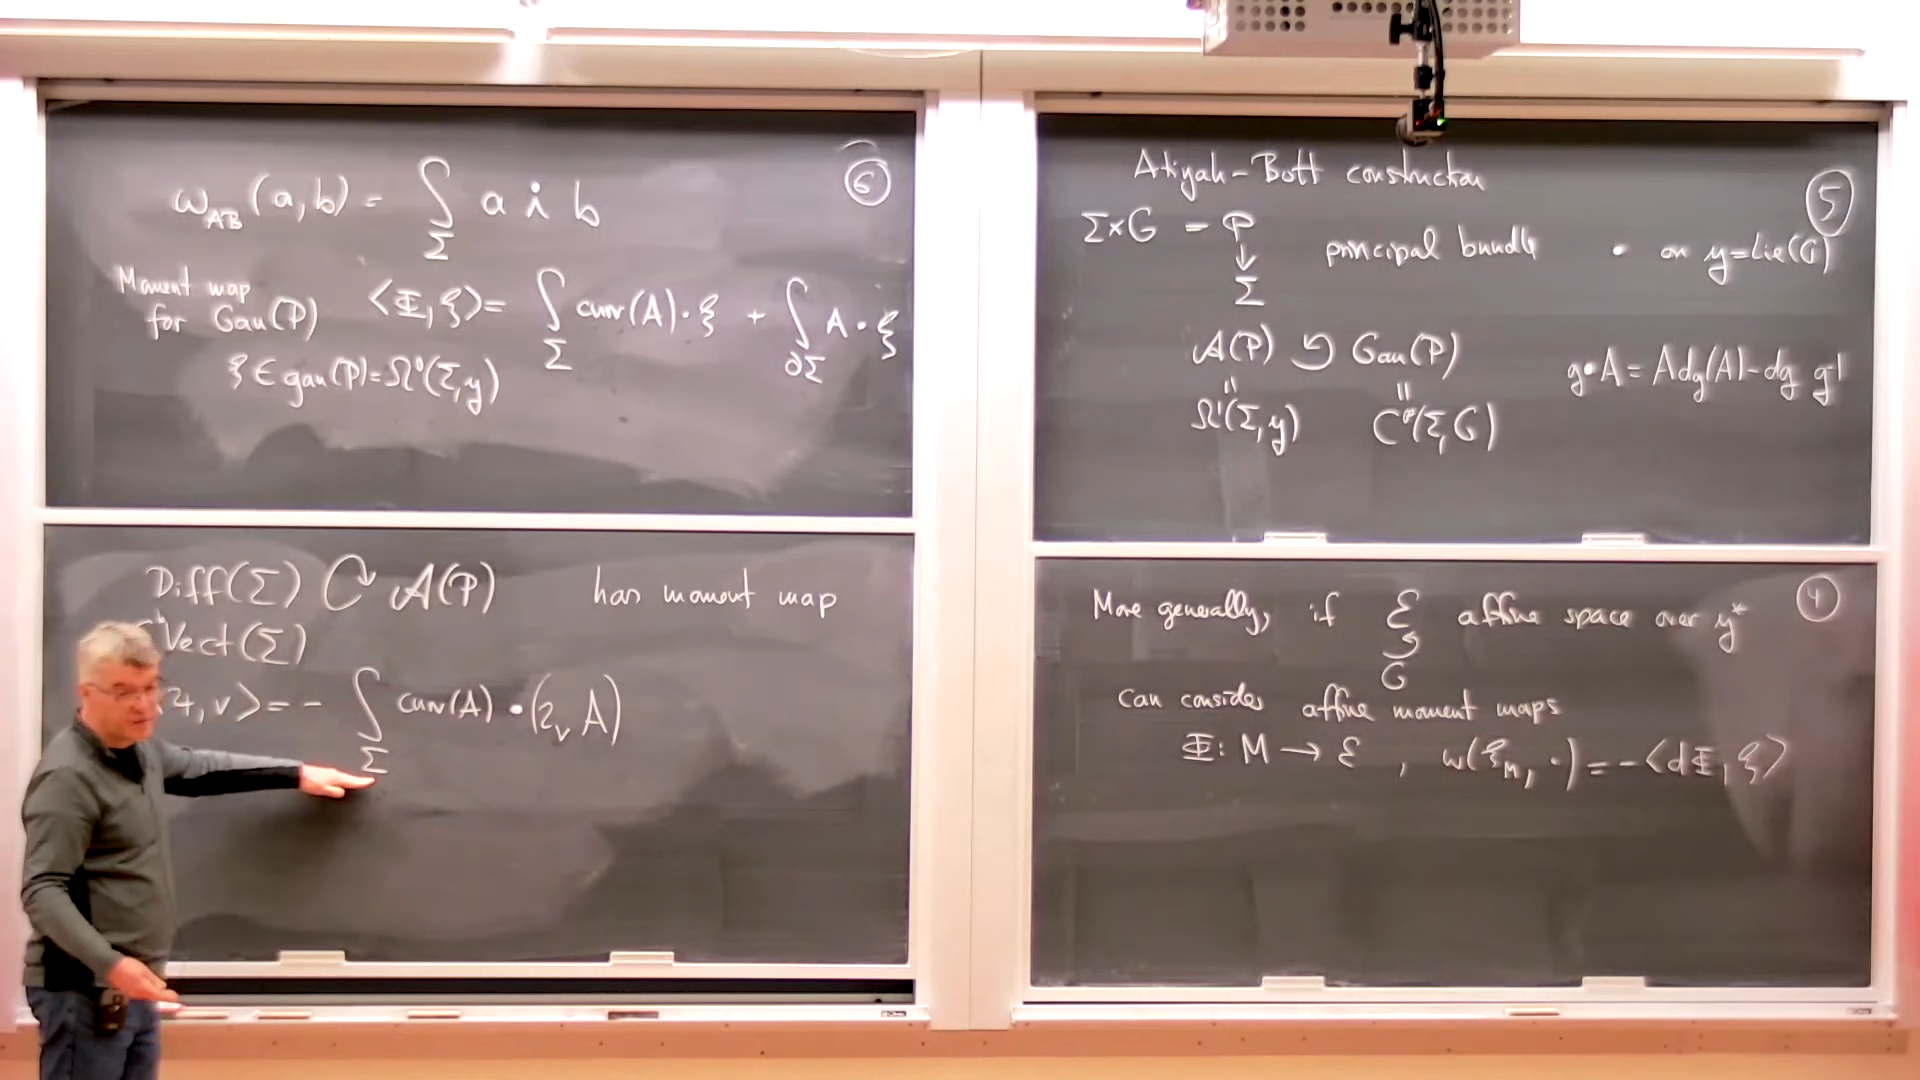 ω_AB (a, b) = ∫_Σ a ∧̇ b
⑥
Moment map for Gau(P) ⟨Φ, ξ⟩ = ∫_Σ curv(A)·ξ + ∫_∂Σ A·ξ
ξ ∈ gau(P) = Ω⁰(Σ, g)
Diff(Σ) ↻ A(P) has moment map
Vect(Σ)
, v⟩ = - ∫_Σ curv(A) • (ι_v A)
Atiyah-Bott construction
⑤
Σ×G = P ↓ Σ principal bundle • on g = Lie(G)
A(P) ↺ Gau(P) g•A = Ad_g(A) - dg g⁻¹
Ω¹(Σ, g) (Σ, G)
More generally, if E ↺ G affine space over g*
④
can consider affine moment maps
Φ: M → E , ω(ξ_M, ·) = -⟨dΦ, ξ⟩